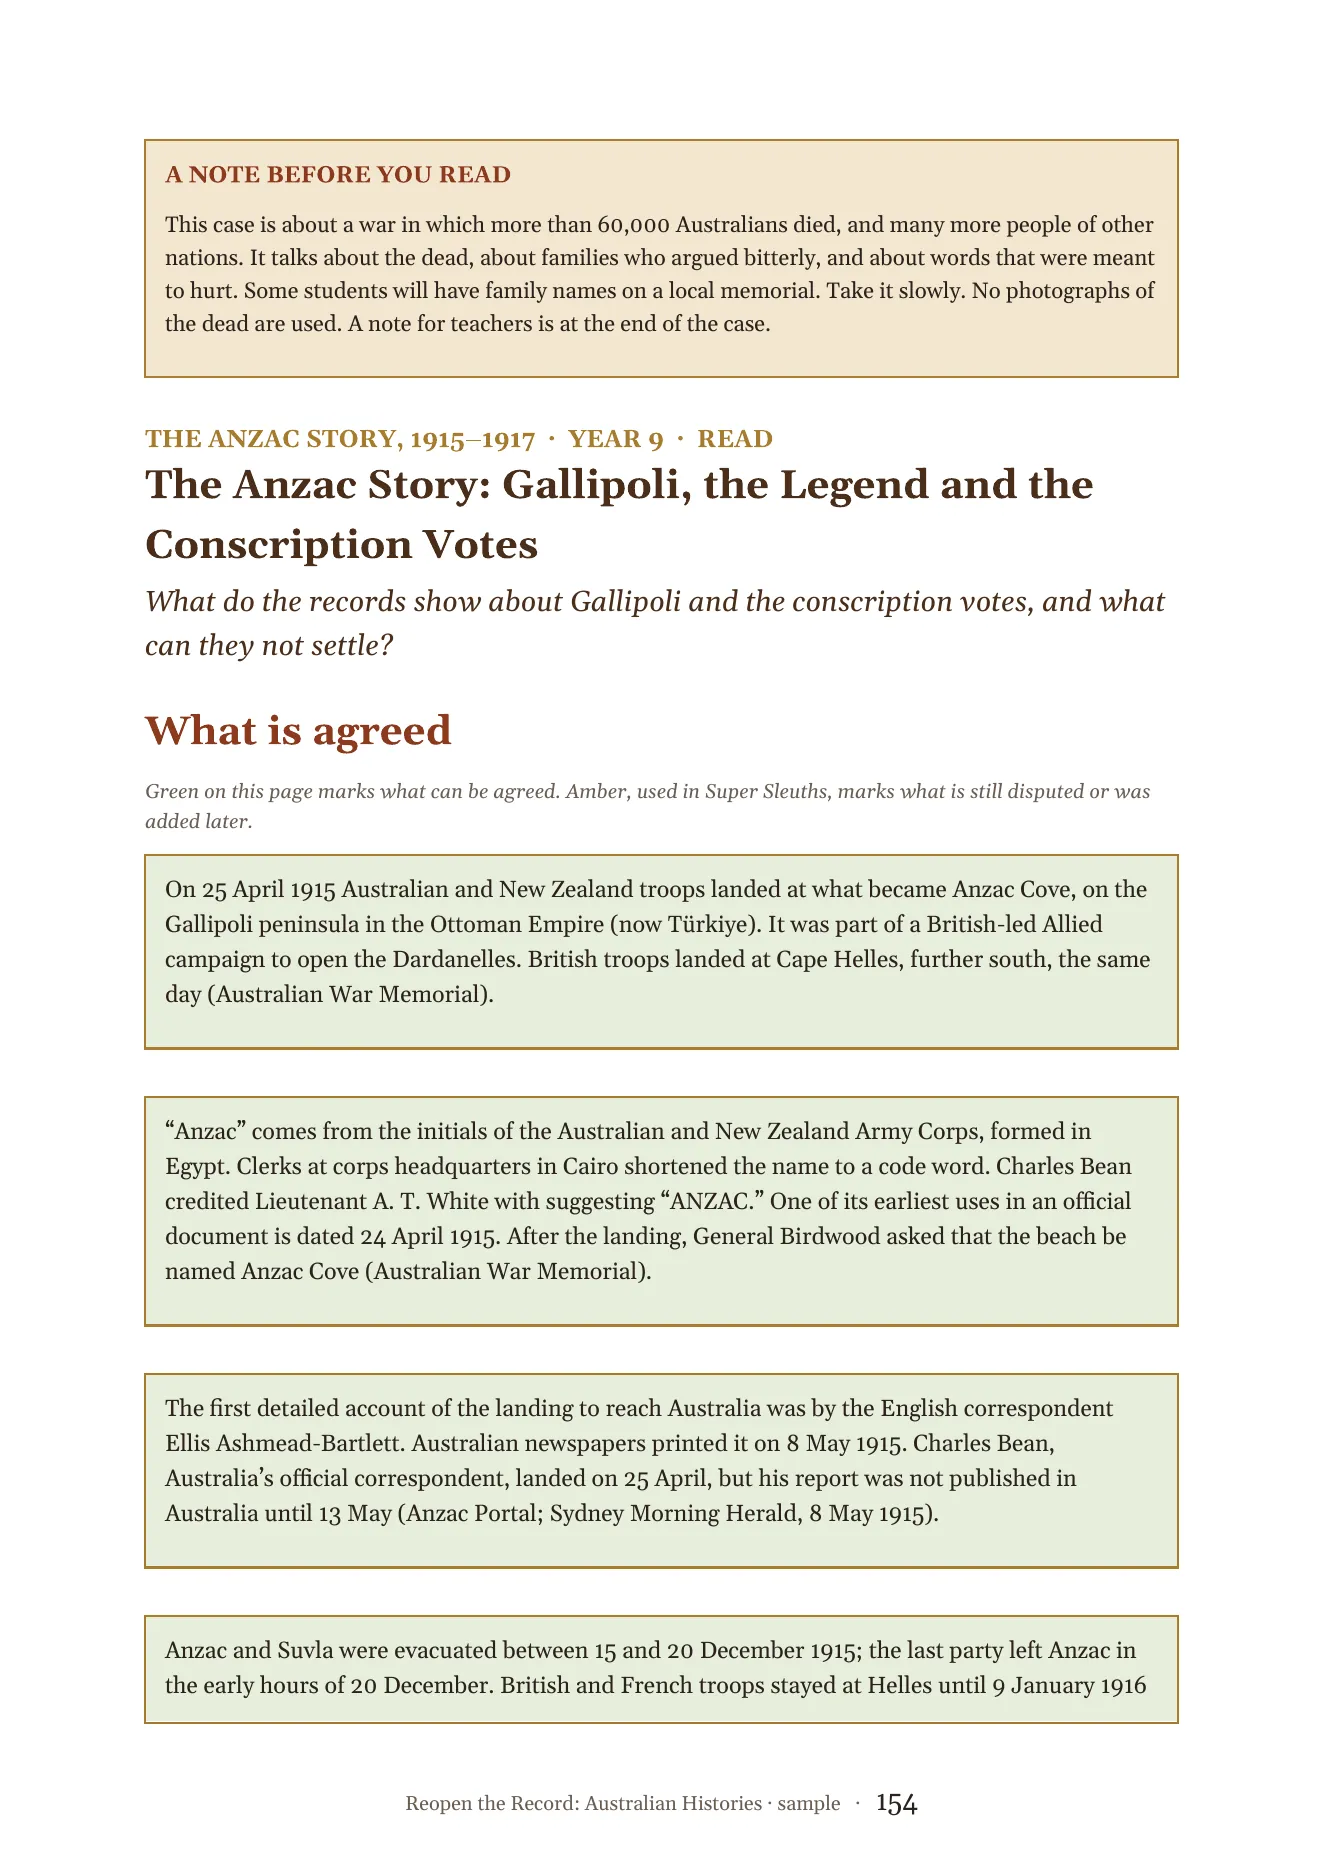 A NOTE BEFORE YOU READ
This case is about a war in which more than 60,000 Australians died, and many more people of other
nations. It talks about the dead, about families who argued bitterly, and about words that were meant
to hurt. Some students will have family names on a local memorial. Take it slowly. No photographs of
the dead are used. A note for teachers is at the end of the case.
THE ANZAC STORY, 1915–1917 · YEAR 9 · READ
The Anzac Story: Gallipoli, the Legend and the
Conscription Votes
What do the records show about Gallipoli and the conscription votes, and what
can they not settle?
What is agreed
Green on this page marks what can be agreed. Amber, used in Super Sleuths, marks what is still disputed or was
added later.
On 25 April 1915 Australian and New Zealand troops landed at what became Anzac Cove, on the
Gallipoli peninsula in the Ottoman Empire (now Türkiye). It was part of a British-led Allied
campaign to open the Dardanelles. British troops landed at Cape Helles, further south, the same
day (Australian War Memorial).
“Anzac” comes from the initials of the Australian and New Zealand Army Corps, formed in
Egypt. Clerks at corps headquarters in Cairo shortened the name to a code word. Charles Bean
credited Lieutenant A. T. White with suggesting “ANZAC.” One of its earliest uses in an official
document is dated 24 April 1915. After the landing, General Birdwood asked that the beach be
named Anzac Cove (Australian War Memorial).
The first detailed account of the landing to reach Australia was by the English correspondent
Ellis Ashmead-Bartlett. Australian newspapers printed it on 8 May 1915. Charles Bean,
Australia’s official correspondent, landed on 25 April, but his report was not published in
Australia until 13 May (Anzac Portal; Sydney Morning Herald, 8 May 1915).
Anzac and Suvla were evacuated between 15 and 20 December 1915; the last party left Anzac in
the early hours of 20 December. British and French troops stayed at Helles until 9 January 1916
Reopen the Record: Australian Histories · sample · 154